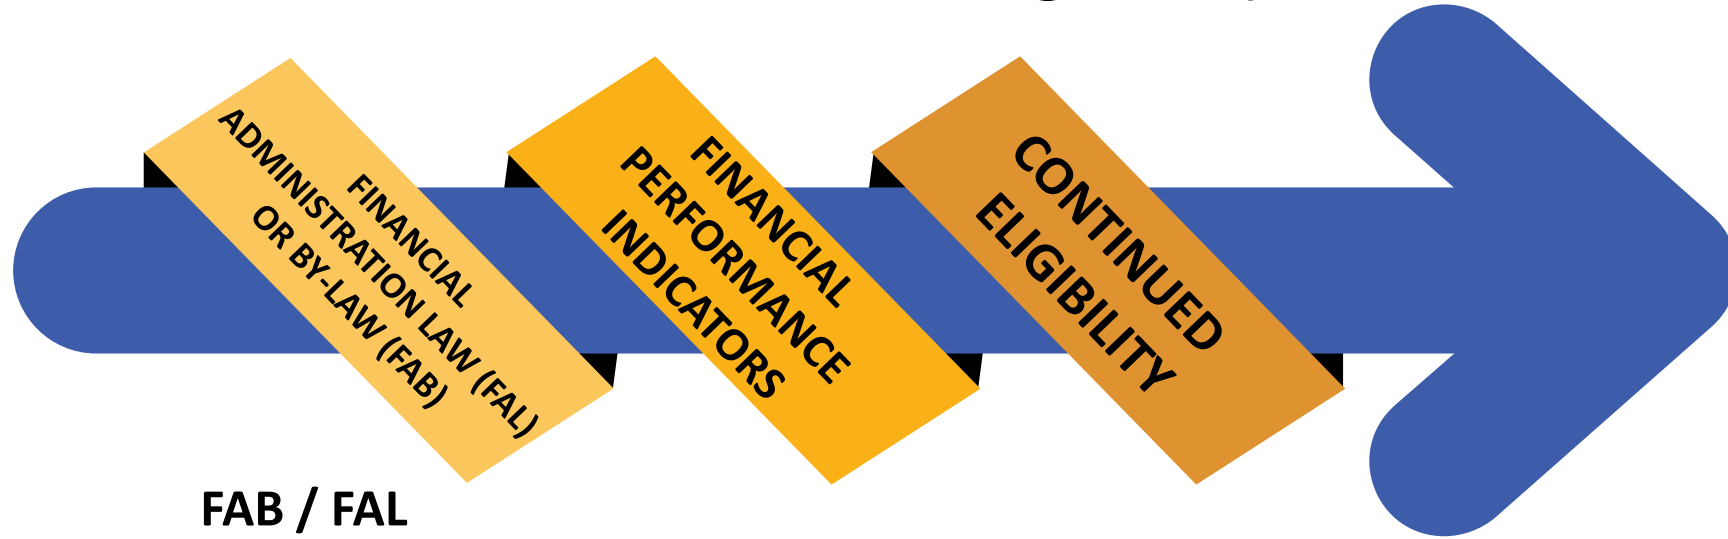 FINANCIAL
ADMINISTRATION LAW (FAL)
OR BY-LAW (FAB)
FINANCIAL
PERFORMANCE
INDICATORS
CONTINUED
ELIGIBILITY
FAB / FAL